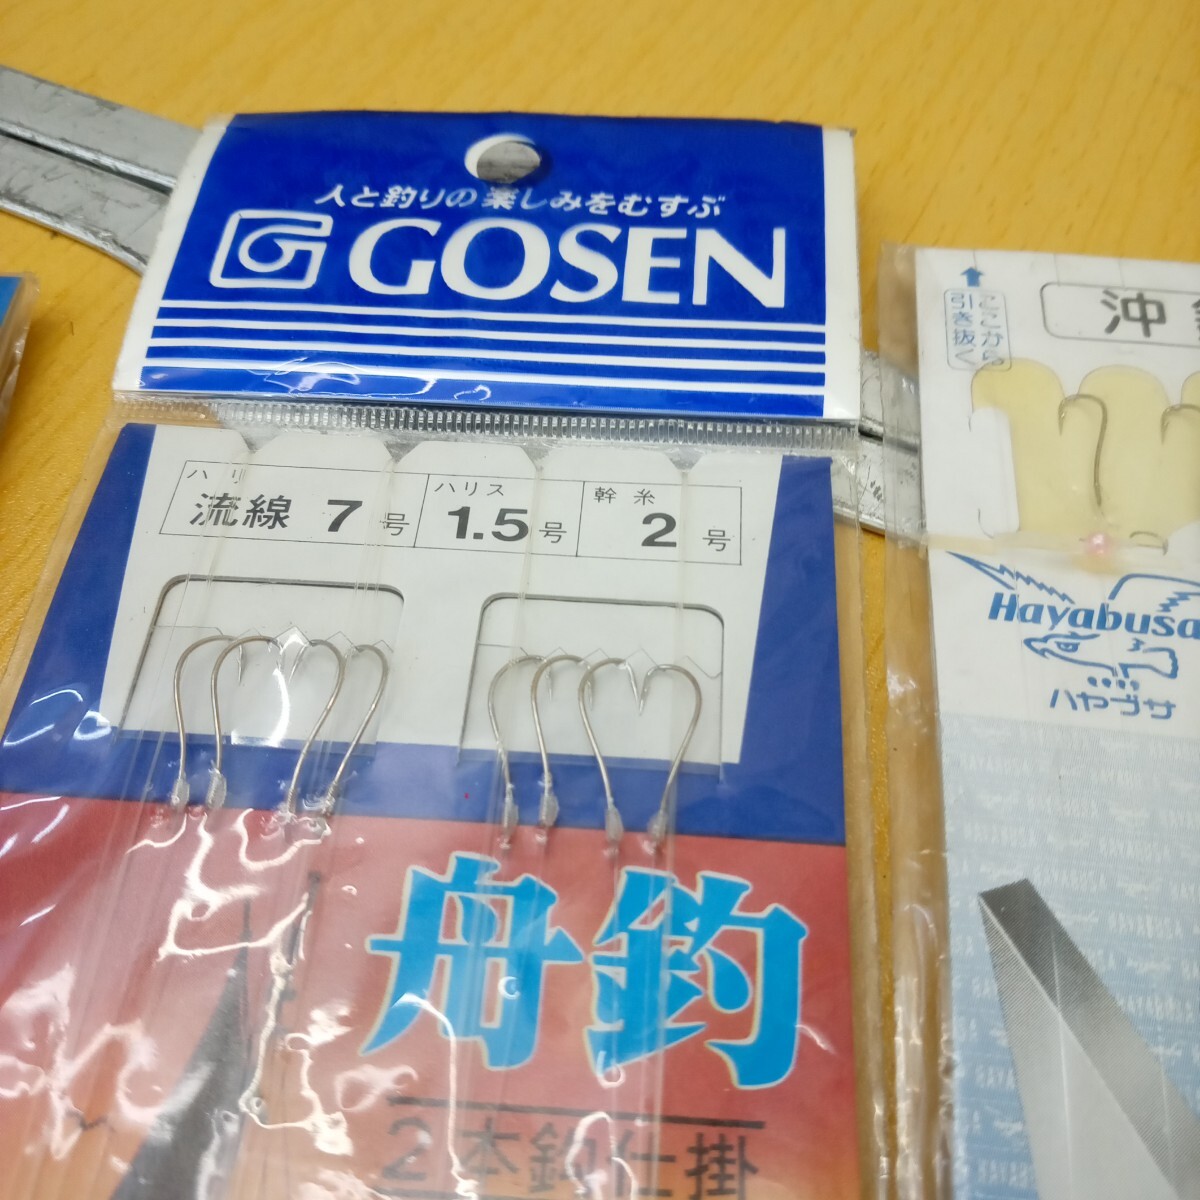 人と釣りの楽しみをむすぶ
GOSEN
ハリ
流線 7号
ハリス
1.5号
幹糸
2号
舟釣
2本鈎仕掛
ここから
引き抜く
沖
Hayabusa
ハヤブサ